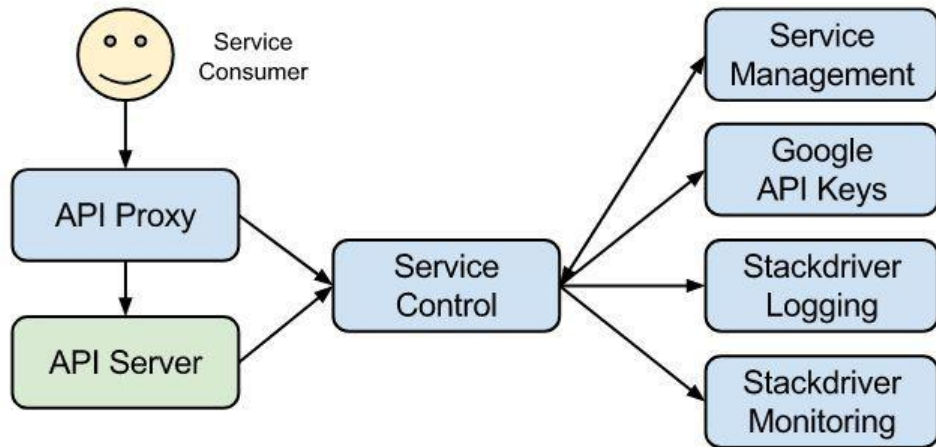 Service
Consumer
API Proxy
API Server
Service
Control
Service
Management
Google
API Keys
Stackdriver
Logging
Stackdriver
Monitoring